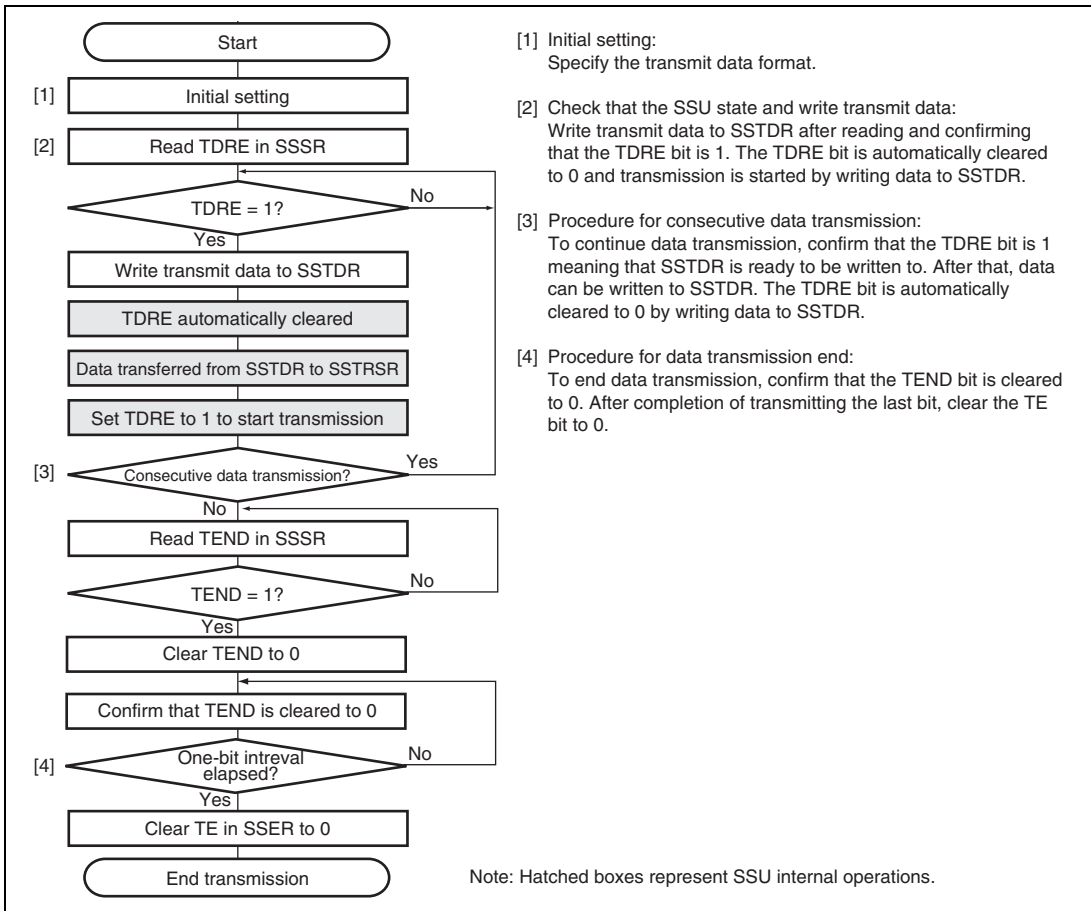 Start
[1] Initial setting
[2] Read TDRE in SSSR
TDRE = 1?
No
Yes
Write transmit data to SSTDR
TDRE automatically cleared
Data transferred from SSTDR to SSTRSR
Set TDRE to 1 to start transmission
[3] Consecutive data transmission?
Yes
No
Read TEND in SSSR
TEND = 1?
No
Yes
Clear TEND to 0
Confirm that TEND is cleared to 0
[4] One-bit intreval
elapsed?
No
Yes
Clear TE in SSER to 0
End transmission
[1] Initial setting:
Specify the transmit data format.
[2] Check that the SSU state and write transmit data:
Write transmit data to SSTDR after reading and confirming
that the TDRE bit is 1. The TDRE bit is automatically cleared
to 0 and transmission is started by writing data to SSTDR.
[3] Procedure for consecutive data transmission:
To continue data transmission, confirm that the TDRE bit is 1
meaning that SSTDR is ready to be written to. After that, data
can be written to SSTDR. The TDRE bit is automatically
cleared to 0 by writing data to SSTDR.
[4] Procedure for data transmission end:
To end data transmission, confirm that the TEND bit is cleared
to 0. After completion of transmitting the last bit, clear the TE
bit to 0.
Note: Hatched boxes represent SSU internal operations.